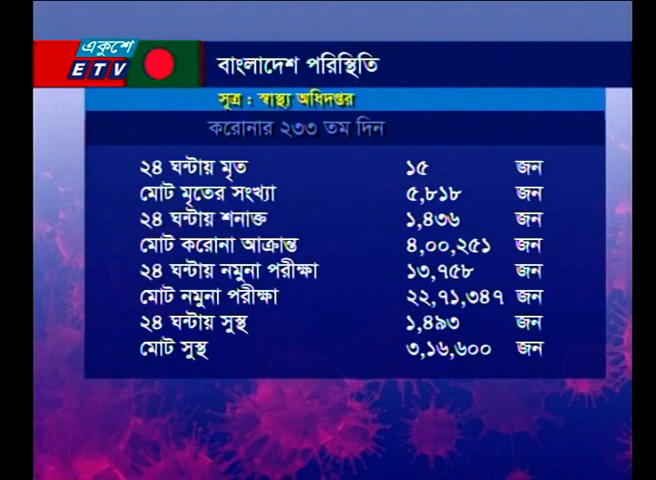 একুশে
ETV
বাংলাদেশ পরিস্থিতি
সূত্র : স্বাস্থ্য অধিদপ্তর
করোনার ২৩৩ তম দিন
২৪ ঘন্টায় মৃত ১৫ জন
মোট মৃতের সংখ্যা ৫,৮১৮ জন
২৪ ঘন্টায় শনাক্ত ১,৪৩৬ জন
মোট করোনা আক্রান্ত ৪,০০,২৫১ জন
২৪ ঘন্টায় নমুনা পরীক্ষা ১৩,৭৫৮ জন
মোট নমুনা পরীক্ষা ২২,৭১,৩৪৭ জন
২৪ ঘন্টায় সুস্থ ১,৪৯৩ জন
মোট সুস্থ ৩,১৬,৬০০ জন